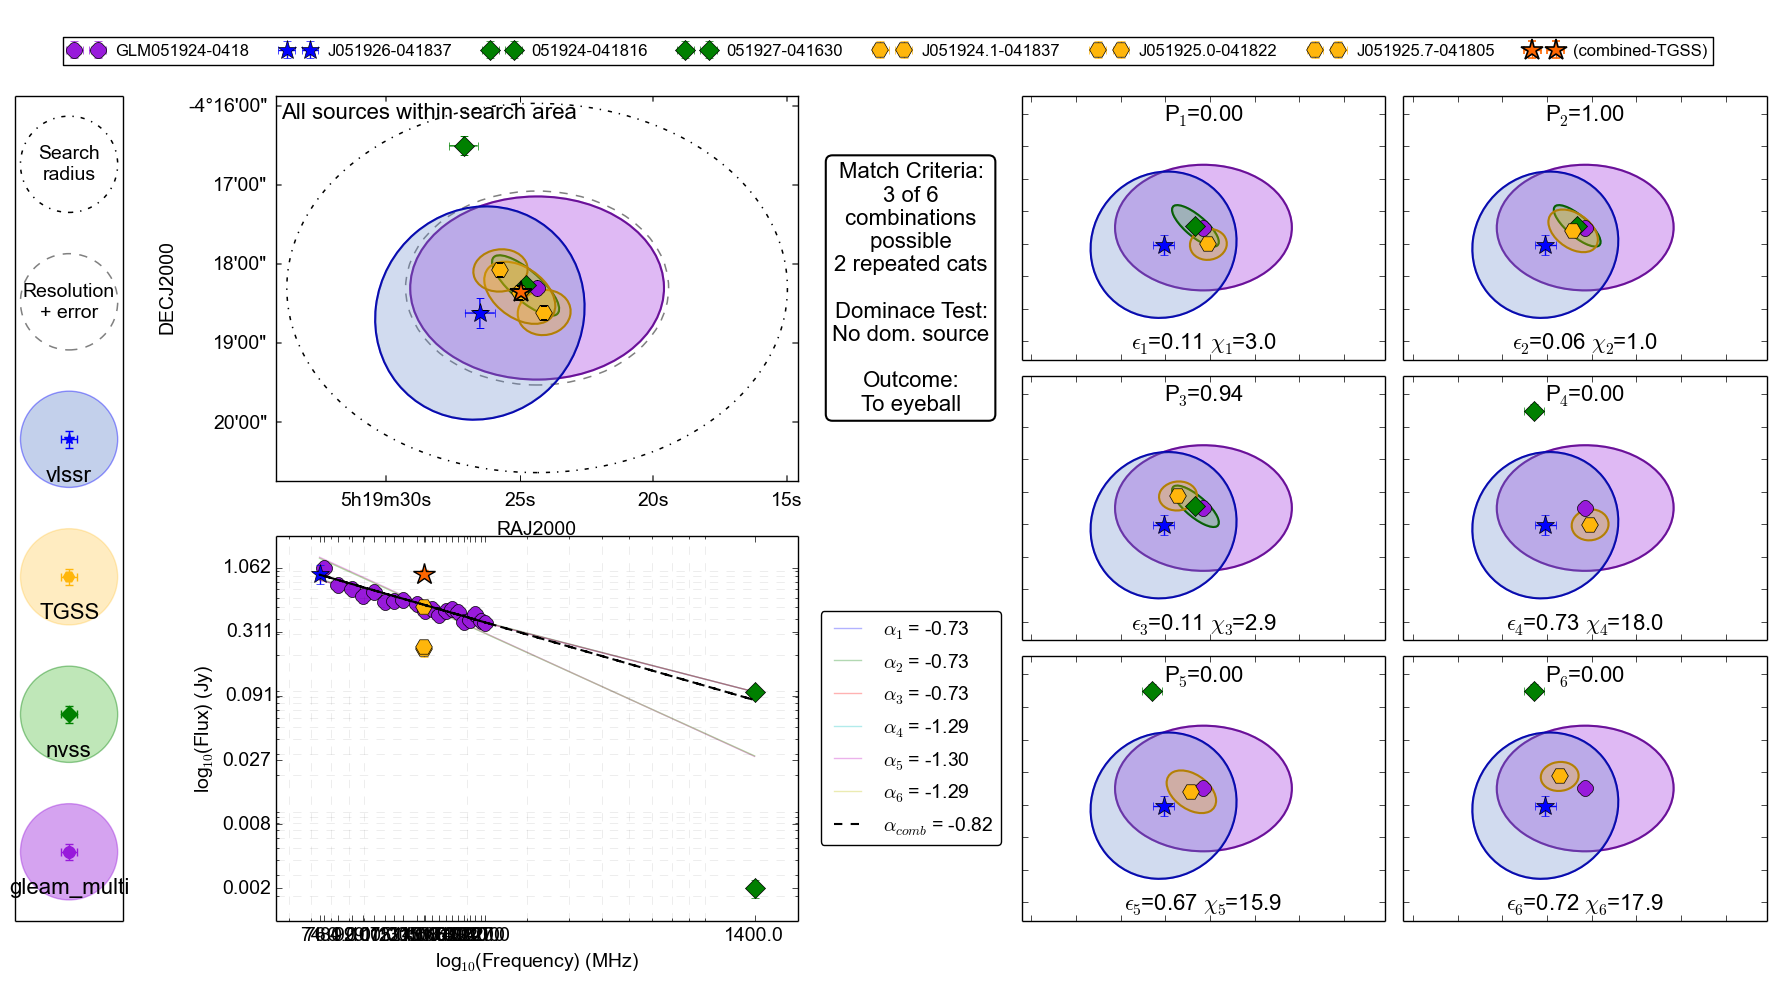 GLM051924-0418 J051926-041837 051924-041816 051927-041630 J051924.1-041837 J051925.0-041822 J051925.7-041805 (combined-TGSS)
Search
radius
Resolution
+ error
vlssr
TGSS
nvss
gleam_multi
All sources within search area
-4°16'00"
17'00"
18'00"
19'00"
20'00"
DECJ2000
5h19m30s 25s 20s 15s
RAJ2000
1.062
0.311
0.091
0.027
0.008
0.002
log10(Flux) (Jy)
1400.0
log10(Frequency) (MHz)
Match Criteria:
3 of 6
combinations
possible
2 repeated cats
Dominace Test:
No dom. source
Outcome:
To eyeball
α1 = -0.73
α2 = -0.73
α3 = -0.73
α4 = -1.29
α5 = -1.30
α6 = -1.29
αcomb = -0.82
P1=0.00
ϵ1=0.11 χ1=3.0
P2=1.00
ϵ2=0.06 χ2=1.0
P3=0.94
ϵ3=0.11 χ3=2.9
P4=0.00
ϵ4=0.73 χ4=18.0
P5=0.00
ϵ5=0.67 χ5=15.9
P6=0.00
ϵ6=0.72 χ6=17.9